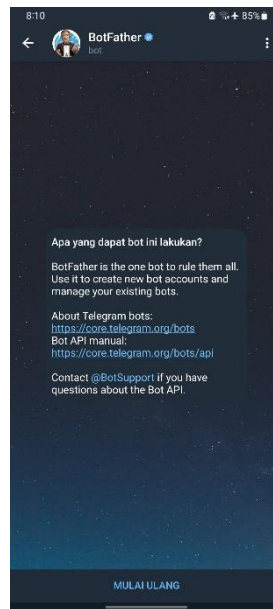 8:10
85%
BotFather
bot
Apa yang dapat bot ini lakukan?
BotFather is the one bot to rule them all.
Use it to create new bot accounts and
manage your existing bots.
About Telegram bots:
https://core.telegram.org/bots
Bot API manual:
https://core.telegram.org/bots/api
Contact @BotSupport if you have
questions about the Bot API.
MULAI ULANG